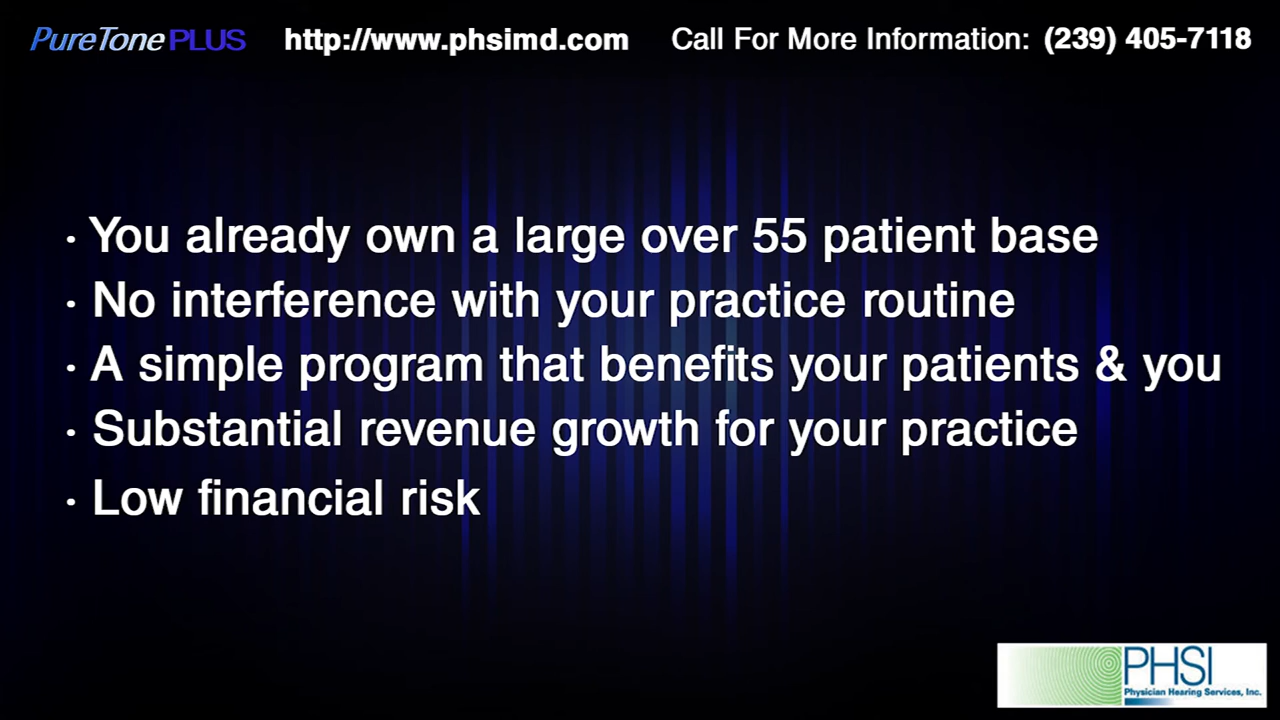 PureTone PLUS http://www.phsimd.com Call For More Information: (239) 405-7118
· You already own a large over 55 patient base
· No interference with your practice routine
· A simple program that benefits your patients & you
· Substantial revenue growth for your practice
· Low financial risk
PHSI
Physician Hearing Services, Inc.